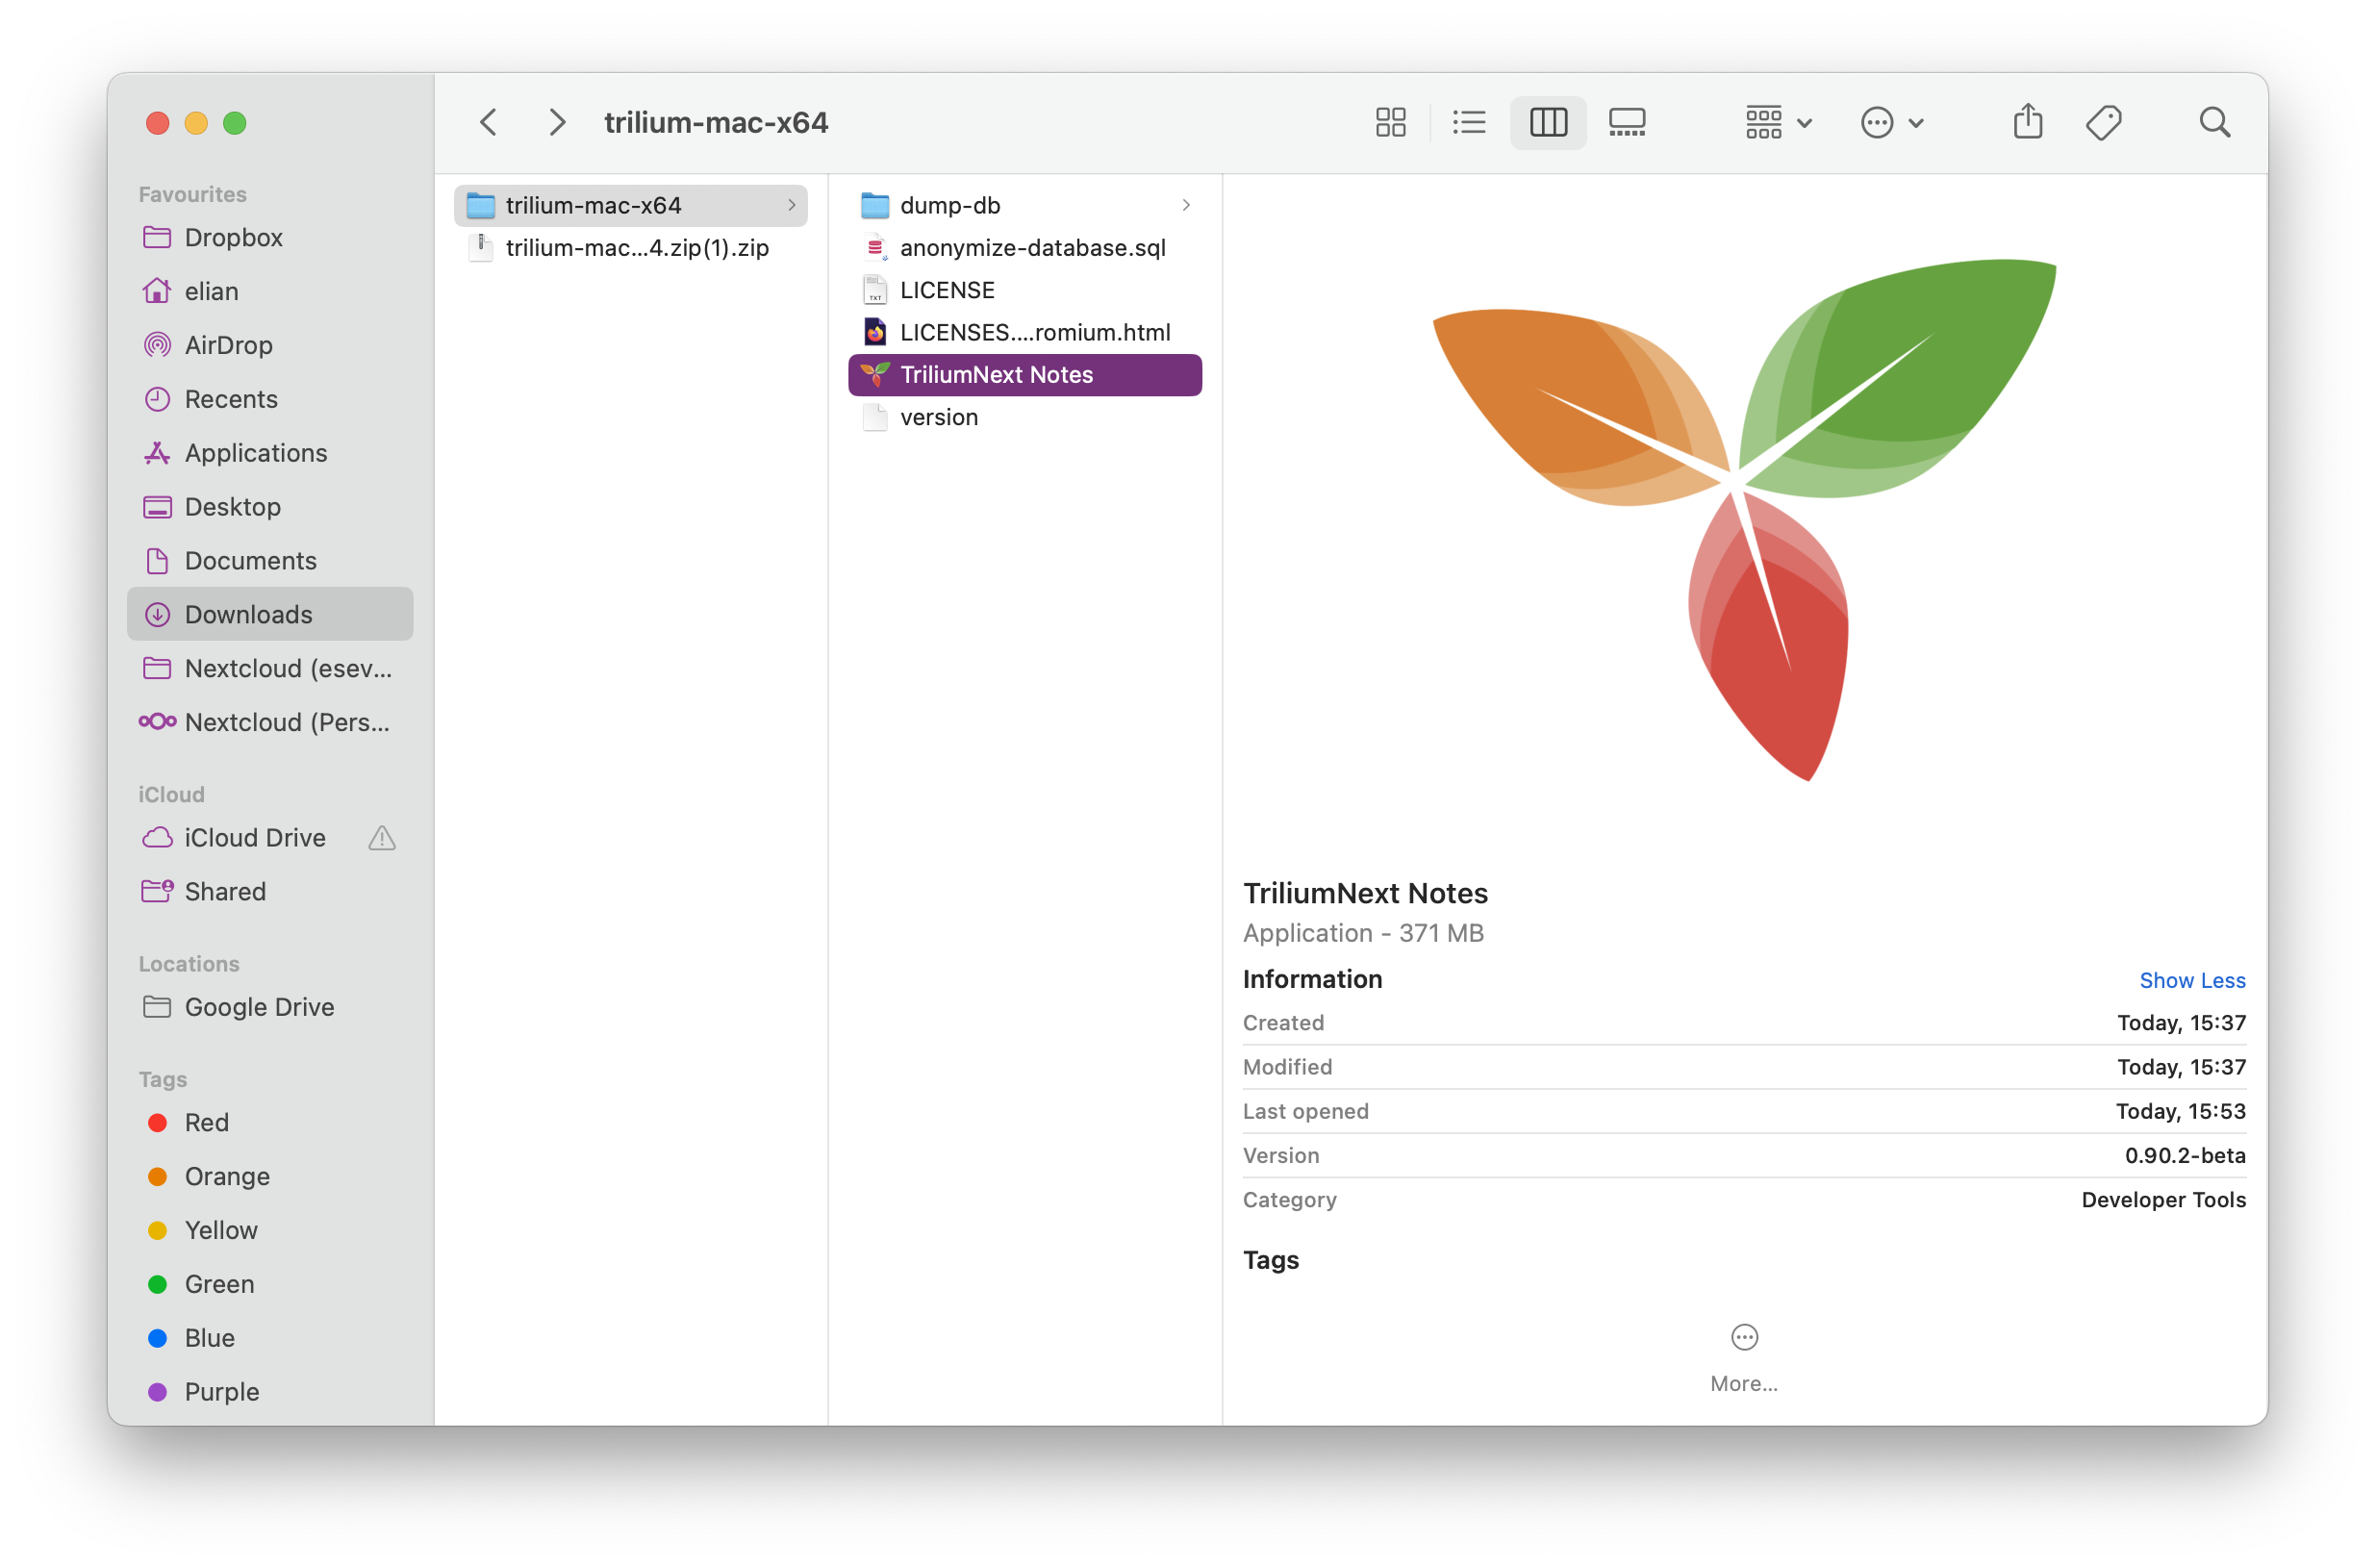 trilium-mac-x64
Favourites
Dropbox
elian
AirDrop
Recents
Applications
Desktop
Documents
Downloads
Nextcloud (esev...
Nextcloud (Pers...
iCloud
iCloud Drive
Shared
Locations
Google Drive
Tags
Red
Orange
Yellow
Green
Blue
Purple
trilium-mac-x64
trilium-mac...4.zip(1).zip
dump-db
anonymize-database.sql
LICENSE
LICENSES....romium.html
TriliumNext Notes
version
TriliumNext Notes
Application - 371 MB
Information Show Less
Created Today, 15:37
Modified Today, 15:37
Last opened Today, 15:53
Version 0.90.2-beta
Category Developer Tools
Tags
More...